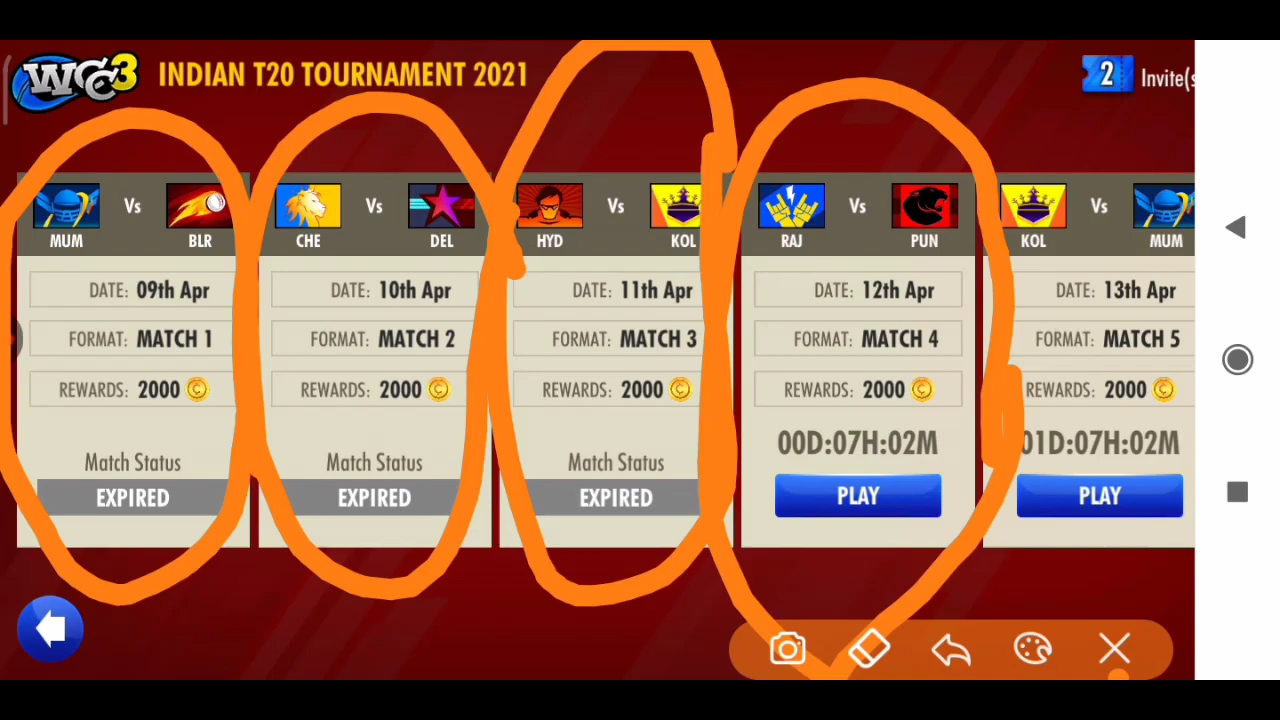 WCC3 INDIAN T20 TOURNAMENT 2021
2 Invite(s
MUM Vs BLR
DATE: 09th Apr
FORMAT: MATCH 1
REWARDS: 2000
Match Status
EXPIRED
CHE Vs DEL
DATE: 10th Apr
FORMAT: MATCH 2
REWARDS: 2000
Match Status
EXPIRED
HYD Vs KOL
DATE: 11th Apr
FORMAT: MATCH 3
REWARDS: 2000
Match Status
EXPIRED
RAJ Vs PUN
DATE: 12th Apr
FORMAT: MATCH 4
REWARDS: 2000
00D:07H:02M
PLAY
KOL Vs MUM
DATE: 13th Apr
FORMAT: MATCH 5
REWARDS: 2000
01D:07H:02M
PLAY